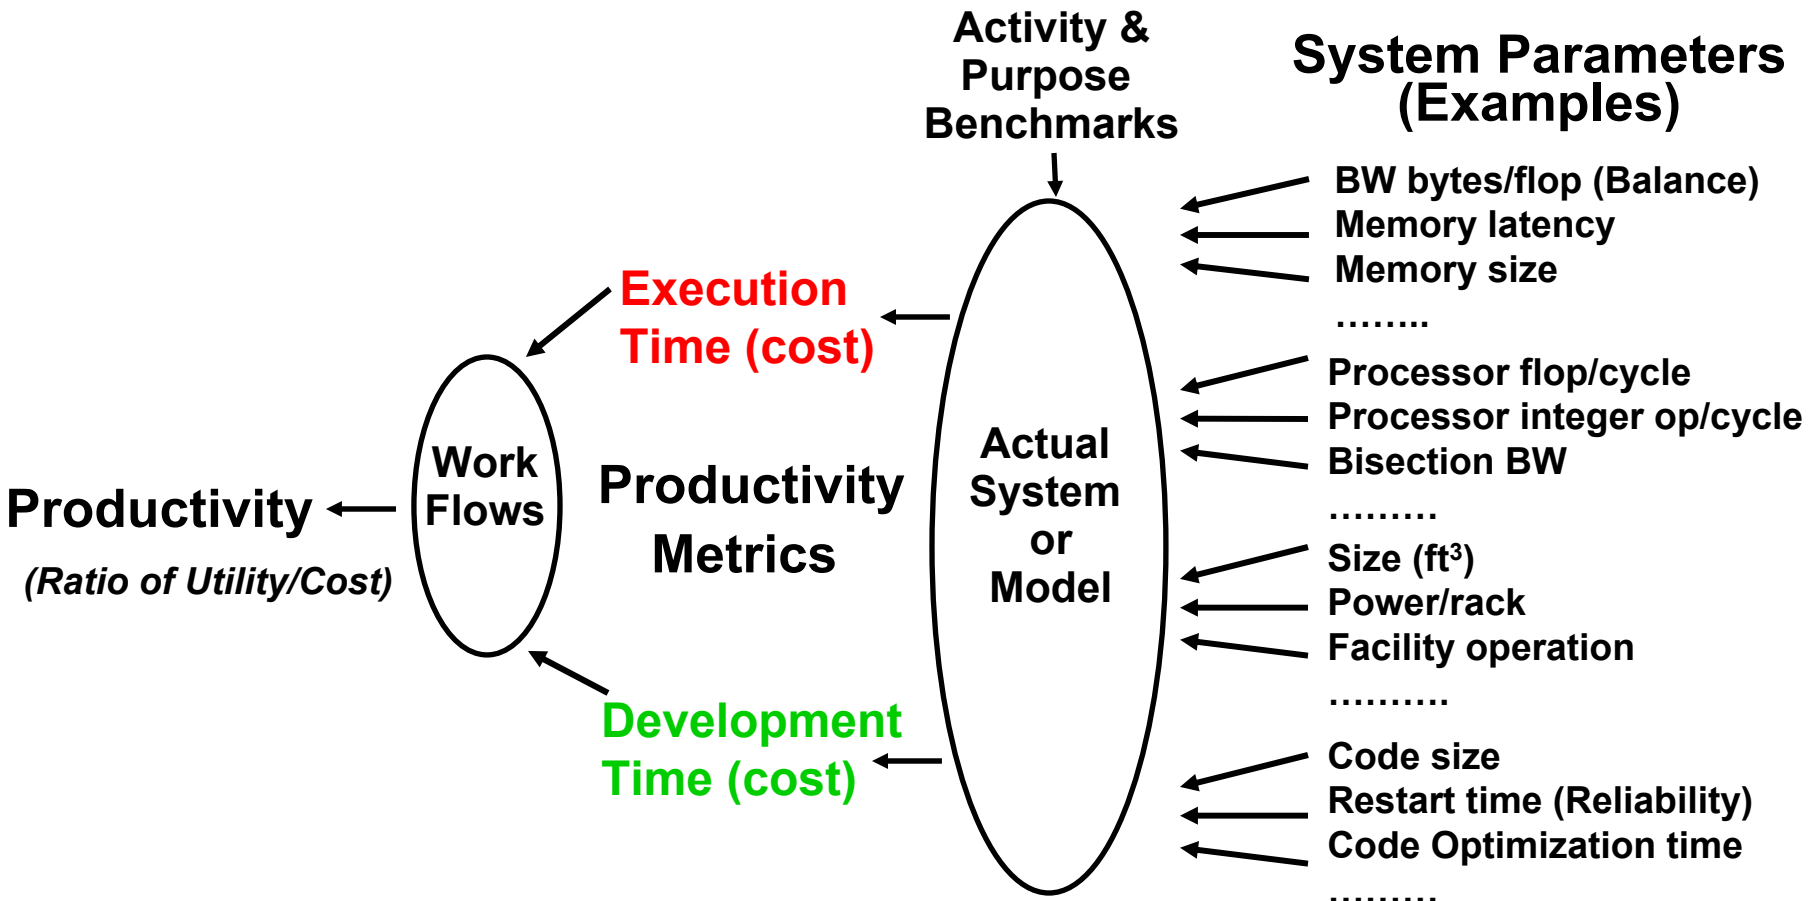 Activity &
Purpose
Benchmarks
System Parameters
(Examples)
BW bytes/flop (Balance)
Memory latency
Memory size
……..
Execution
Time (cost)
Processor flop/cycle
Processor integer op/cycle
Bisection BW
………
Work
Flows
Productivity
Metrics
Actual
System
or
Model
Productivity
(Ratio of Utility/Cost)
Size (ft³)
Power/rack
Facility operation
……….
Development
Time (cost)
Code size
Restart time (Reliability)
Code Optimization time
………